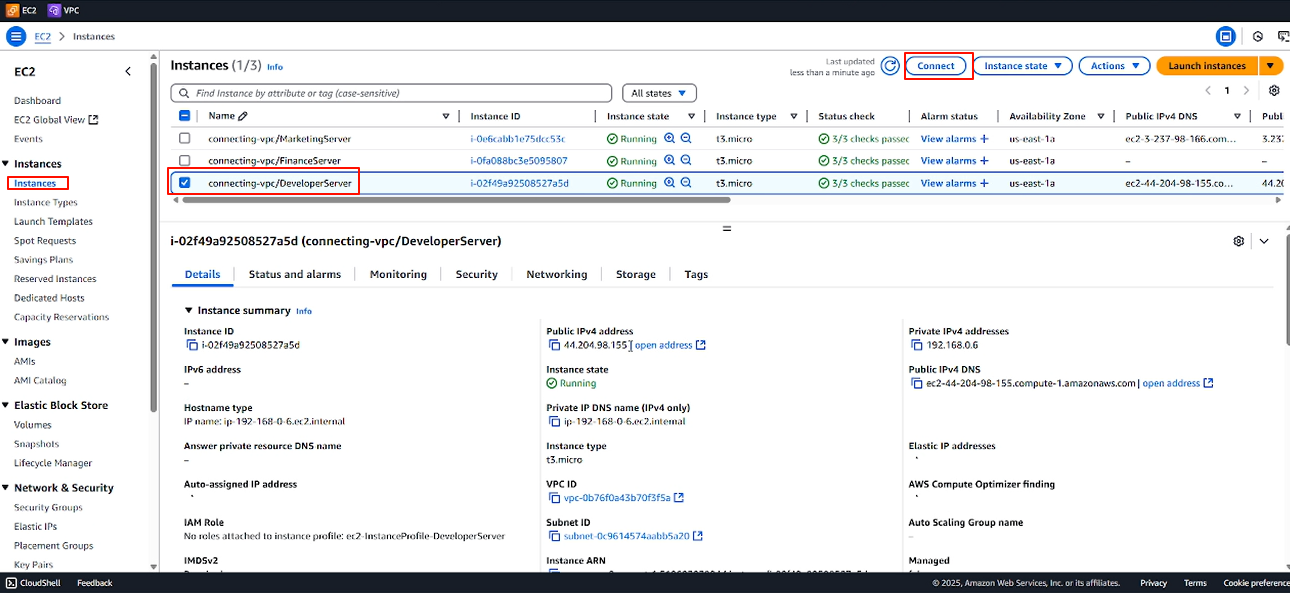 EC2 VPC
EC2 > Instances
EC2
Dashboard
EC2 Global View
Events
Instances
Instances
Instance Types
Launch Templates
Spot Requests
Savings Plans
Reserved Instances
Dedicated Hosts
Capacity Reservations
Images
AMIs
AMI Catalog
Elastic Block Store
Volumes
Snapshots
Lifecycle Manager
Network & Security
Security Groups
Elastic IPs
Placement Groups
Key Pairs
Instances (1/3) Info
Last updated
less than a minute ago
Connect Instance state Actions Launch instances
Find Instance by attribute or tag (case-sensitive) All states 1
Name Instance ID Instance state Instance type Status check Alarm status Availability Zone Public IPv4 DNS Publ
connecting-vpc/MarketingServer i-0e6cabb1e75dcc53c Running t3.micro 3/3 checks passed View alarms + us-east-1a ec2-3-237-98-166.com... 3.237
connecting-vpc/FinanceServer i-0fa088bc3e5095807 Running t3.micro 3/3 checks passed View alarms + us-east-1a – –
connecting-vpc/DeveloperServer i-02f49a92508527a5d Running t3.micro 3/3 checks passed View alarms + us-east-1a ec2-44-204-98-155.co... 44.20
i-02f49a92508527a5d (connecting-vpc/DeveloperServer)
Details Status and alarms Monitoring Security Networking Storage Tags
Instance summary Info
Instance ID Public IPv4 address Private IPv4 addresses
i-02f49a92508527a5d 44.204.98.155 | open address 192.168.0.6
IPv6 address Instance state Public IPv4 DNS
– Running ec2-44-204-98-155.compute-1.amazonaws.com | open address
Hostname type Private IP DNS name (IPv4 only)
IP name: ip-192-168-0-6.ec2.internal ip-192-168-0-6.ec2.internal
Answer private resource DNS name Instance type Elastic IP addresses
– t3.micro
Auto-assigned IP address VPC ID AWS Compute Optimizer finding
vpc-0b76f0a43b70f3f5a
IAM Role Subnet ID Auto Scaling Group name
No roles attached to instance profile: ec2-InstanceProfile-DeveloperServer subnet-0c9614574aabb5a20 –
IMDSv2 Instance ARN Managed
CloudShell Feedback © 2025, Amazon Web Services, Inc. or its affiliates. Privacy Terms Cookie preference